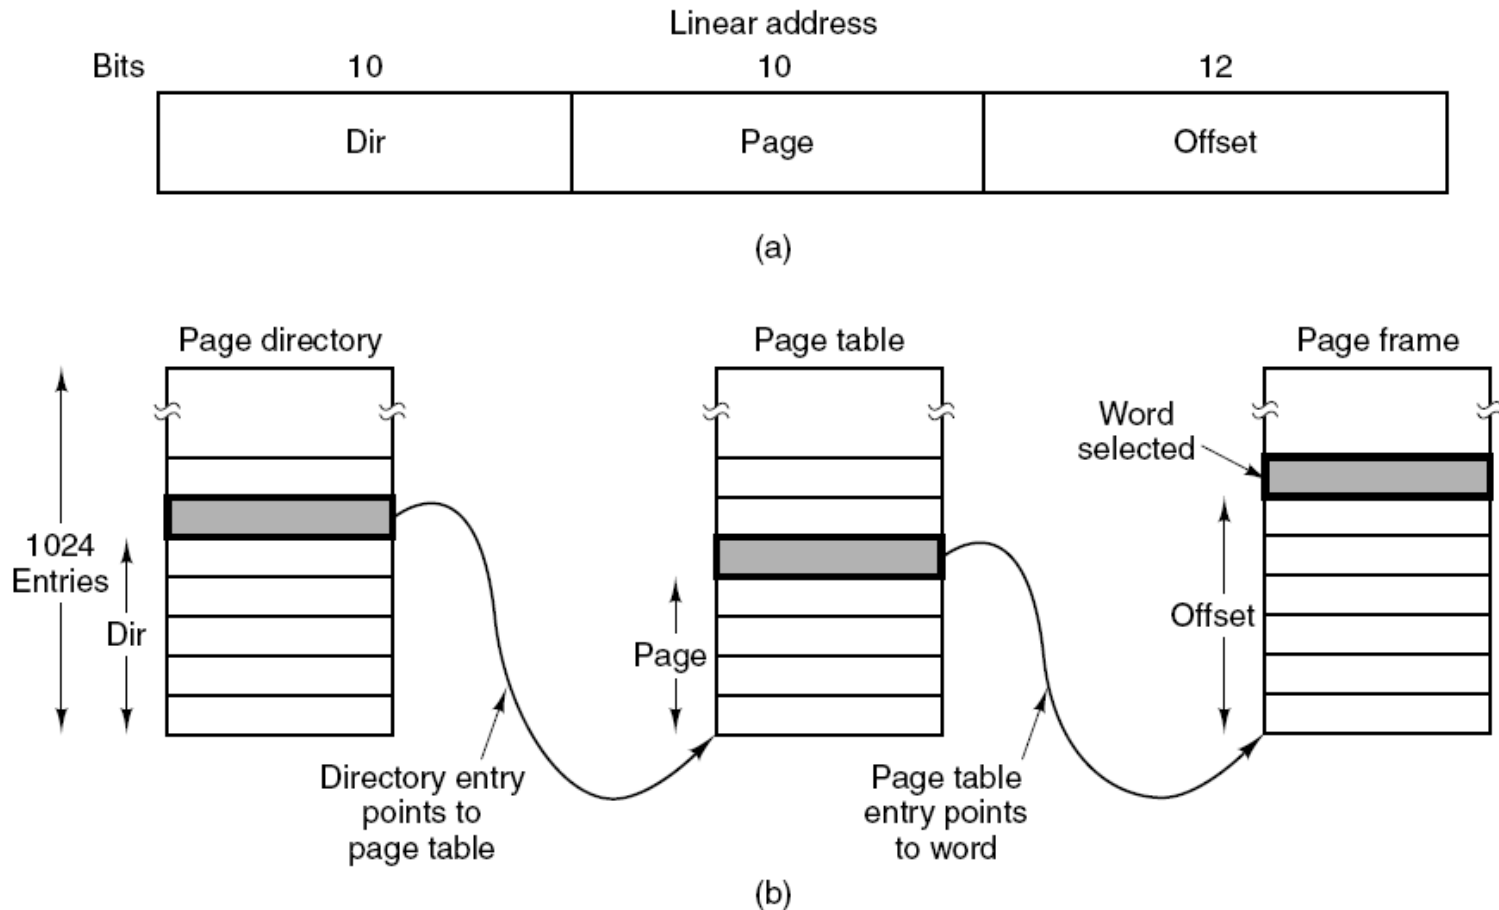 Linear address
Bits 10 10 12
Dir Page Offset
(a)
Page directory Page table Page frame
Word
selected
1024
Entries
Dir
Page
Offset
Directory entry
points to
page table
Page table
entry points
to word
(b)